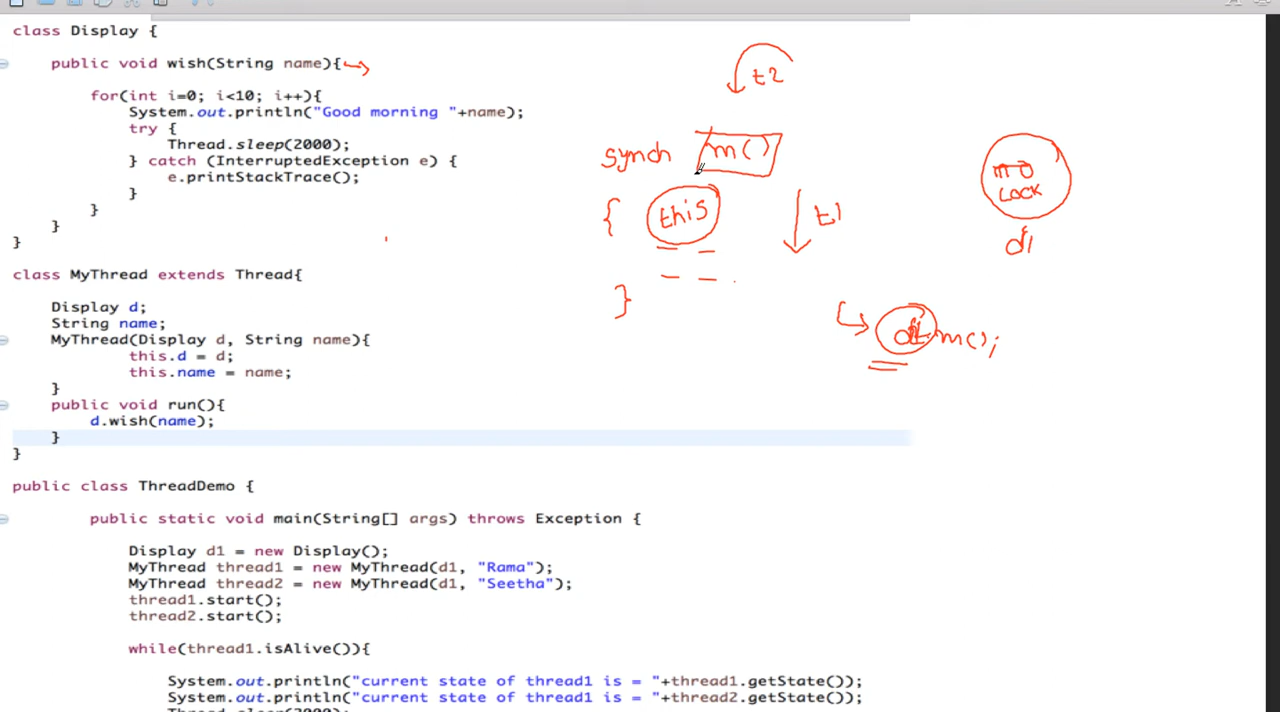 class Display {
public void wish(String name){
for(int i=0; i<10; i++){
System.out.println("Good morning "+name);
try {
Thread.sleep(2000);
} catch (InterruptedException e) {
e.printStackTrace();
}
}
}
}
class MyThread extends Thread{
Display d;
String name;
MyThread(Display d, String name){
this.d = d;
this.name = name;
}
public void run(){
d.wish(name);
}
}
public class ThreadDemo {
public static void main(String[] args) throws Exception {
Display d1 = new Display();
MyThread thread1 = new MyThread(d1, "Rama");
MyThread thread2 = new MyThread(d1, "Seetha");
thread1.start();
thread2.start();
while(thread1.isAlive()){
System.out.println("current state of thread1 is = "+thread1.getState());
System.out.println("current state of thread1 is = "+thread2.getState());
t2
synch m()
{ this
t1
}
LOCK
d1
m();